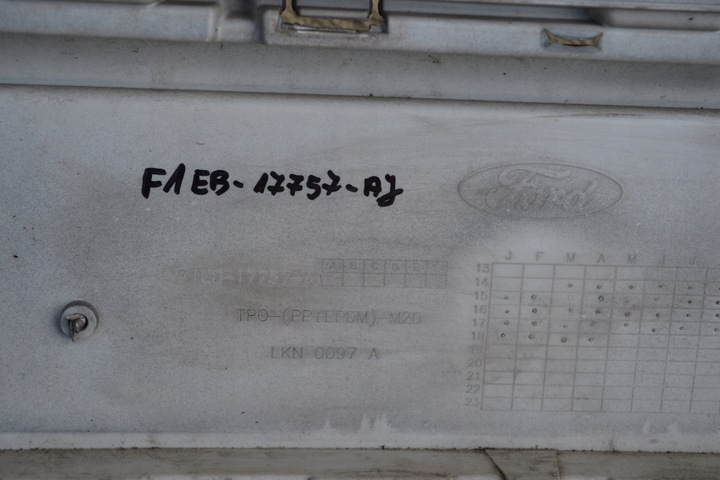 F1EB-17757-AJ
Ford
A B C D E
TPO-(PP+EPDM)-M20
LKN 0097 A
J F M A M J J
13
14
15
16
17
18
19
20
21
22
23